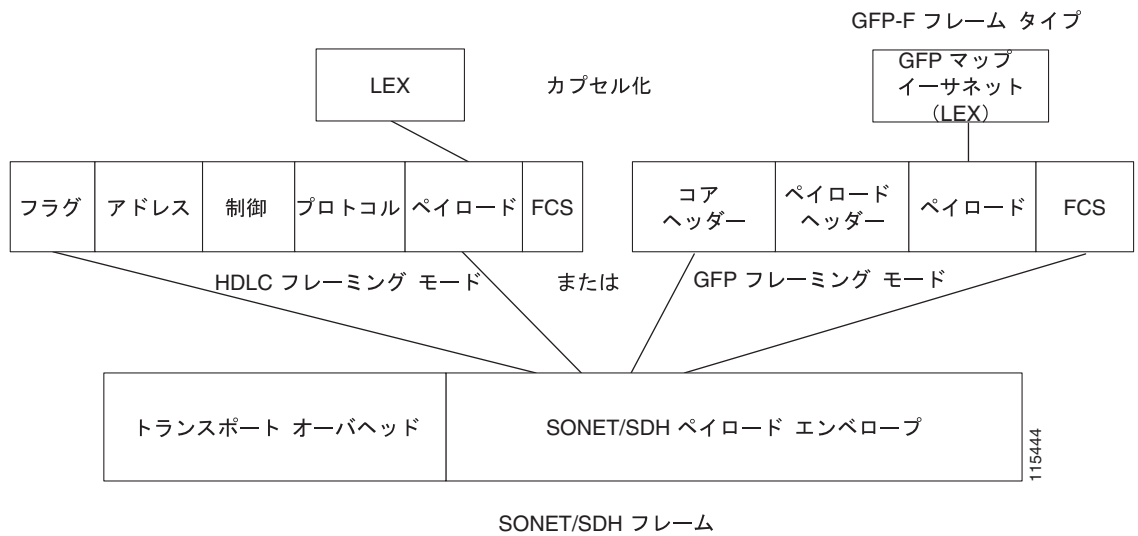 GFP-F フレーム タイプ
LEX
カプセル化
GFP マップ
イーサネット
(LEX)
フラグ
アドレス
制御
プロトコル
ペイロード
FCS
コア
ヘッダー
ペイロード
ヘッダー
ペイロード
FCS
HDLC フレーミング モード
または
GFP フレーミング モード
トランスポート オーバヘッド
SONET/SDH ペイロード エンベロープ
115444
SONET/SDH フレーム